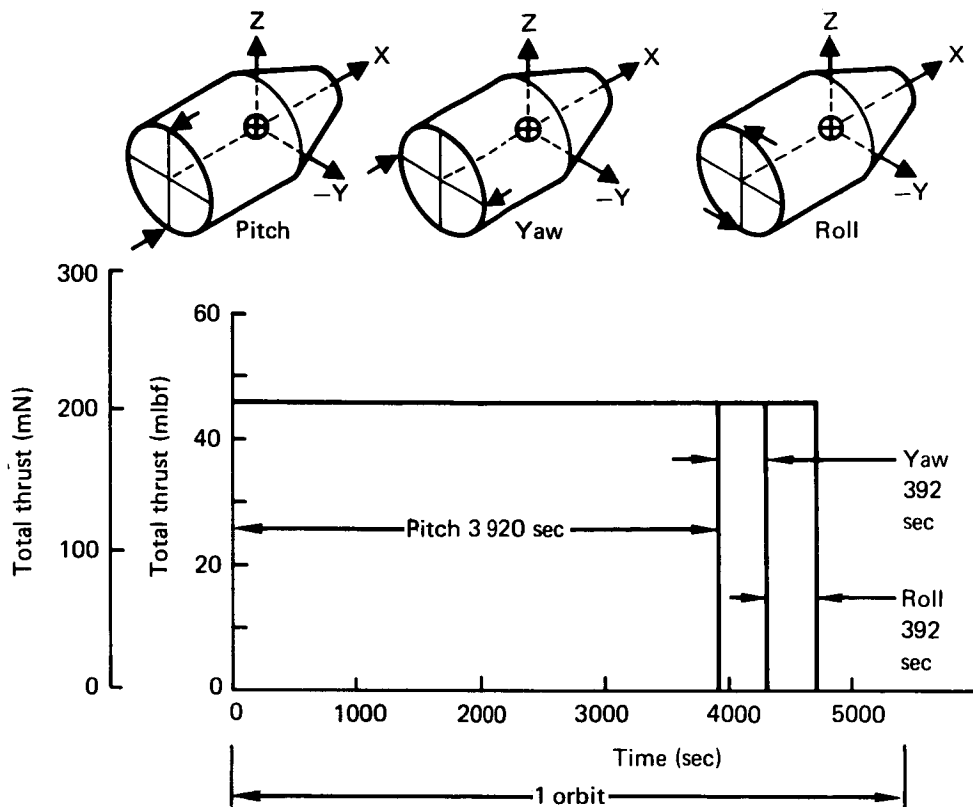 Z
X
−Y
Pitch
Z
X
−Y
Yaw
Z
X
−Y
Roll
Total thrust (mN)
300
200
100
0
Total thrust (mlbf)
60
40
20
0
Pitch 3 920 sec
Yaw
392
sec
Roll
392
sec
0
1000
2000
3000
4000
5000
Time (sec)
1 orbit